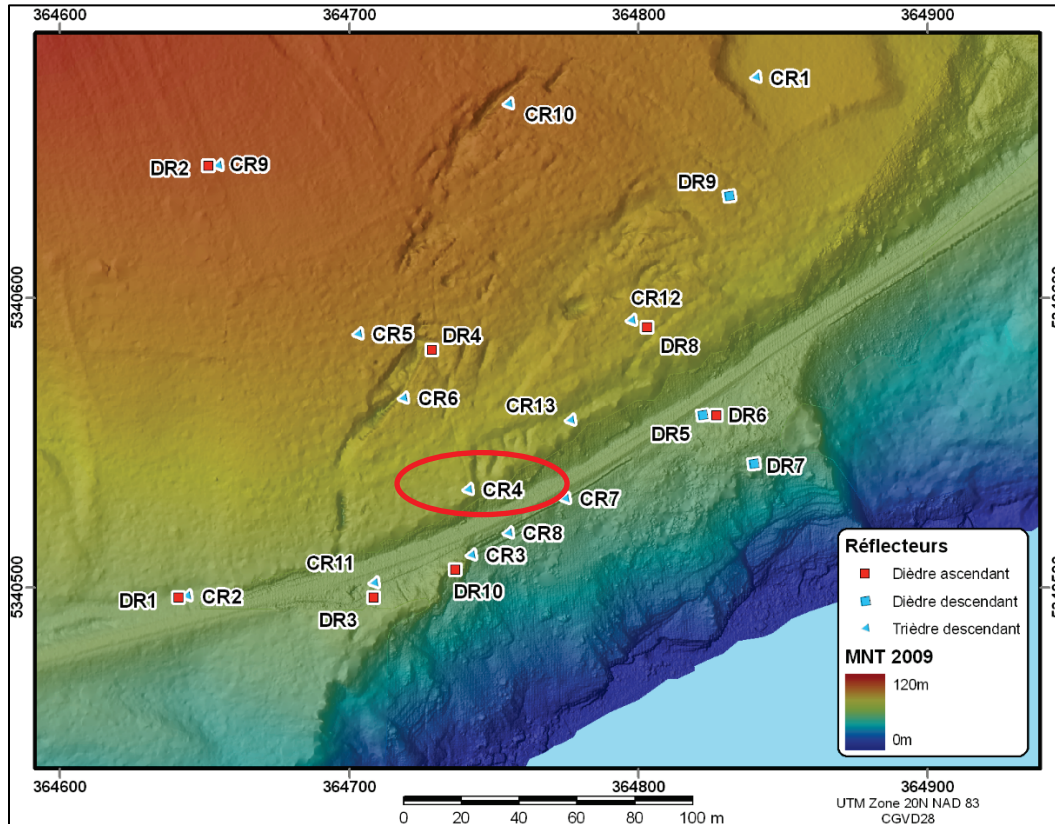 364600 364700 364800 364900
CR1
CR10
DR2 CR9
DR9
5340600 5340600
CR12
CR5 DR4
DR8
CR6
CR13
DR5 DR6
DR7
CR4
CR7
CR8
CR3
CR11
5340500 5340500
DR1 CR2
DR10
DR3
Réflecteurs
Dièdre ascendant
Dièdre descendant
Trièdre descendant
MNT 2009
120m
0m
364600 364700 364800 364900
0 20 40 60 80 100 m
UTM Zone 20N NAD 83
CGVD28